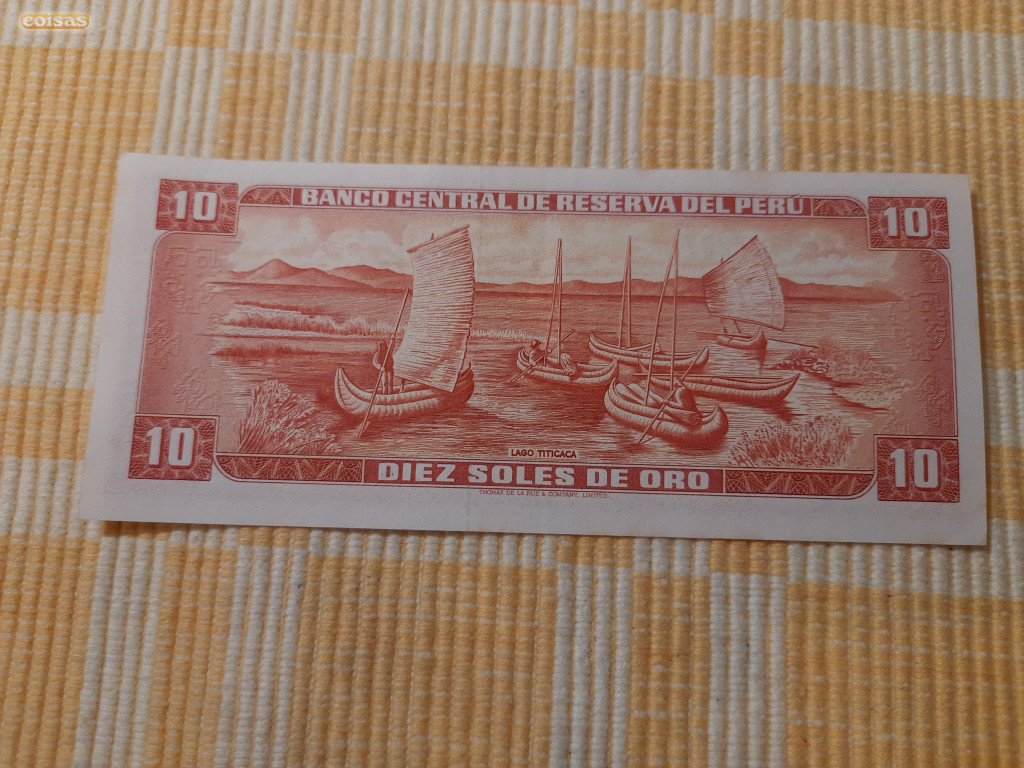 coisas
10 BANCO CENTRAL DE RESERVA DEL PERÚ 10
LAGO TITICACA
10 DIEZ SOLES DE ORO 10
THOMAS DE LA RUE & COMPANY, LIMITED.